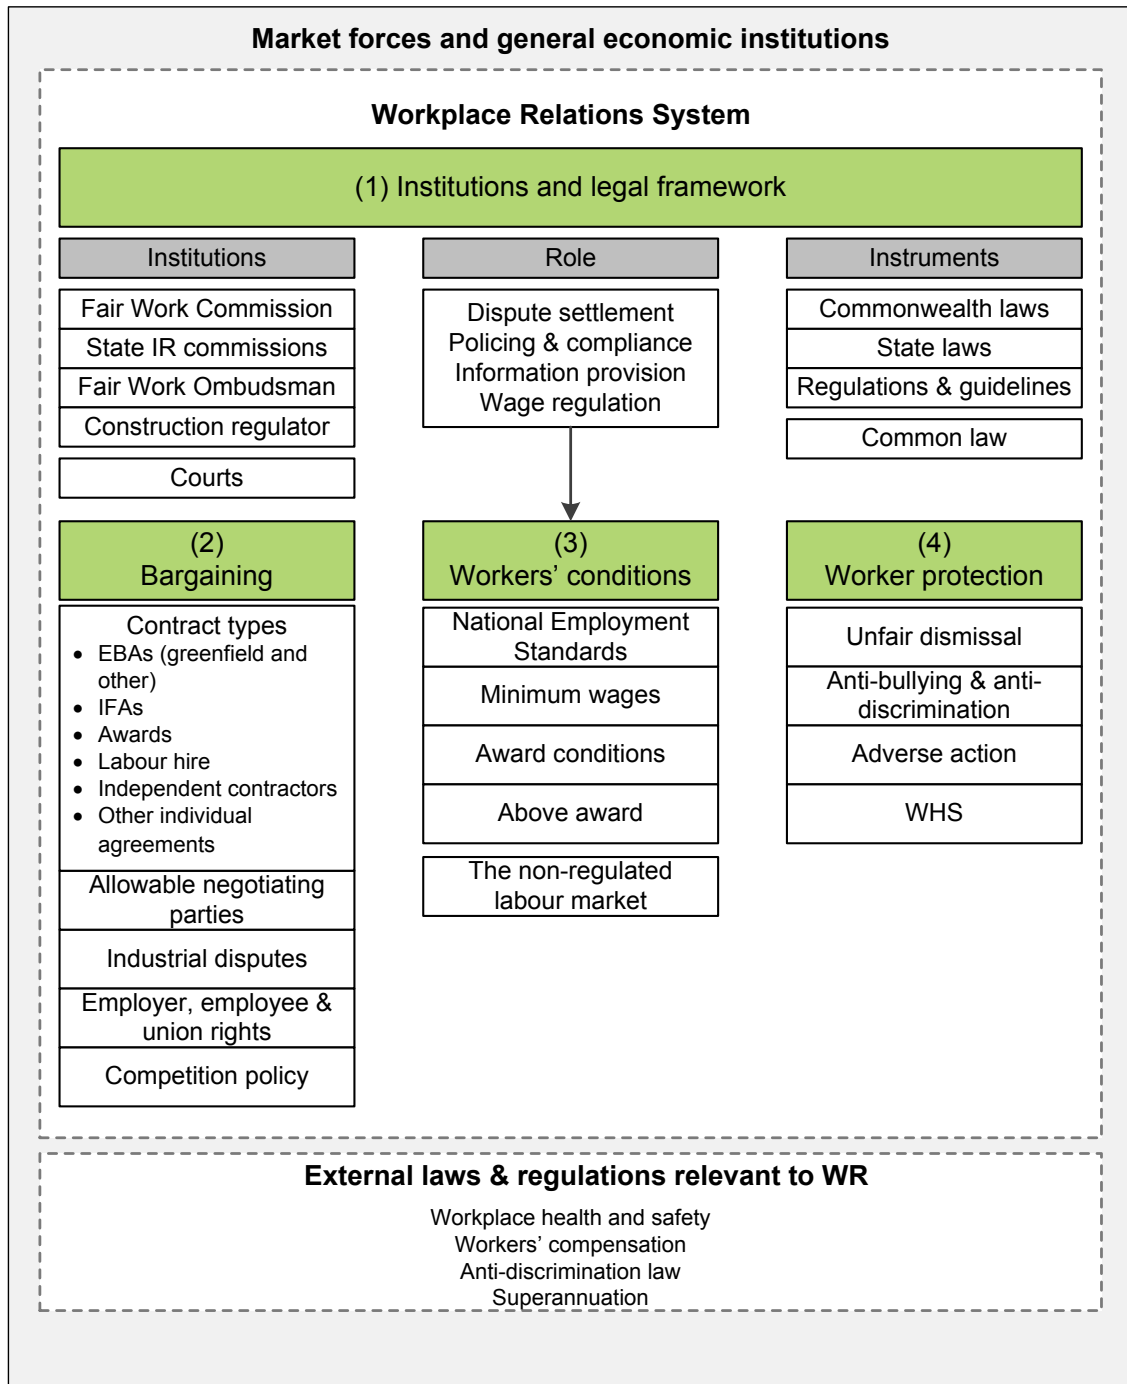 Market forces and general economic institutions
Workplace Relations System
(1) Institutions and legal framework
Institutions
Fair Work Commission
State IR commissions
Fair Work Ombudsman
Construction regulator
Courts
Role
Dispute settlement
Policing & compliance
Information provision
Wage regulation
Instruments
Commonwealth laws
State laws
Regulations & guidelines
Common law
(2)
Bargaining
Contract types
• EBAs (greenfield and
other)
• IFAs
• Awards
• Labour hire
• Independent contractors
• Other individual
agreements
Allowable negotiating
parties
Industrial disputes
Employer, employee &
union rights
Competition policy
(3)
Workers’ conditions
National Employment
Standards
Minimum wages
Award conditions
Above award
The non-regulated
labour market
(4)
Worker protection
Unfair dismissal
Anti-bullying & anti-
discrimination
Adverse action
WHS
External laws & regulations relevant to WR
Workplace health and safety
Workers’ compensation
Anti-discrimination law
Superannuation